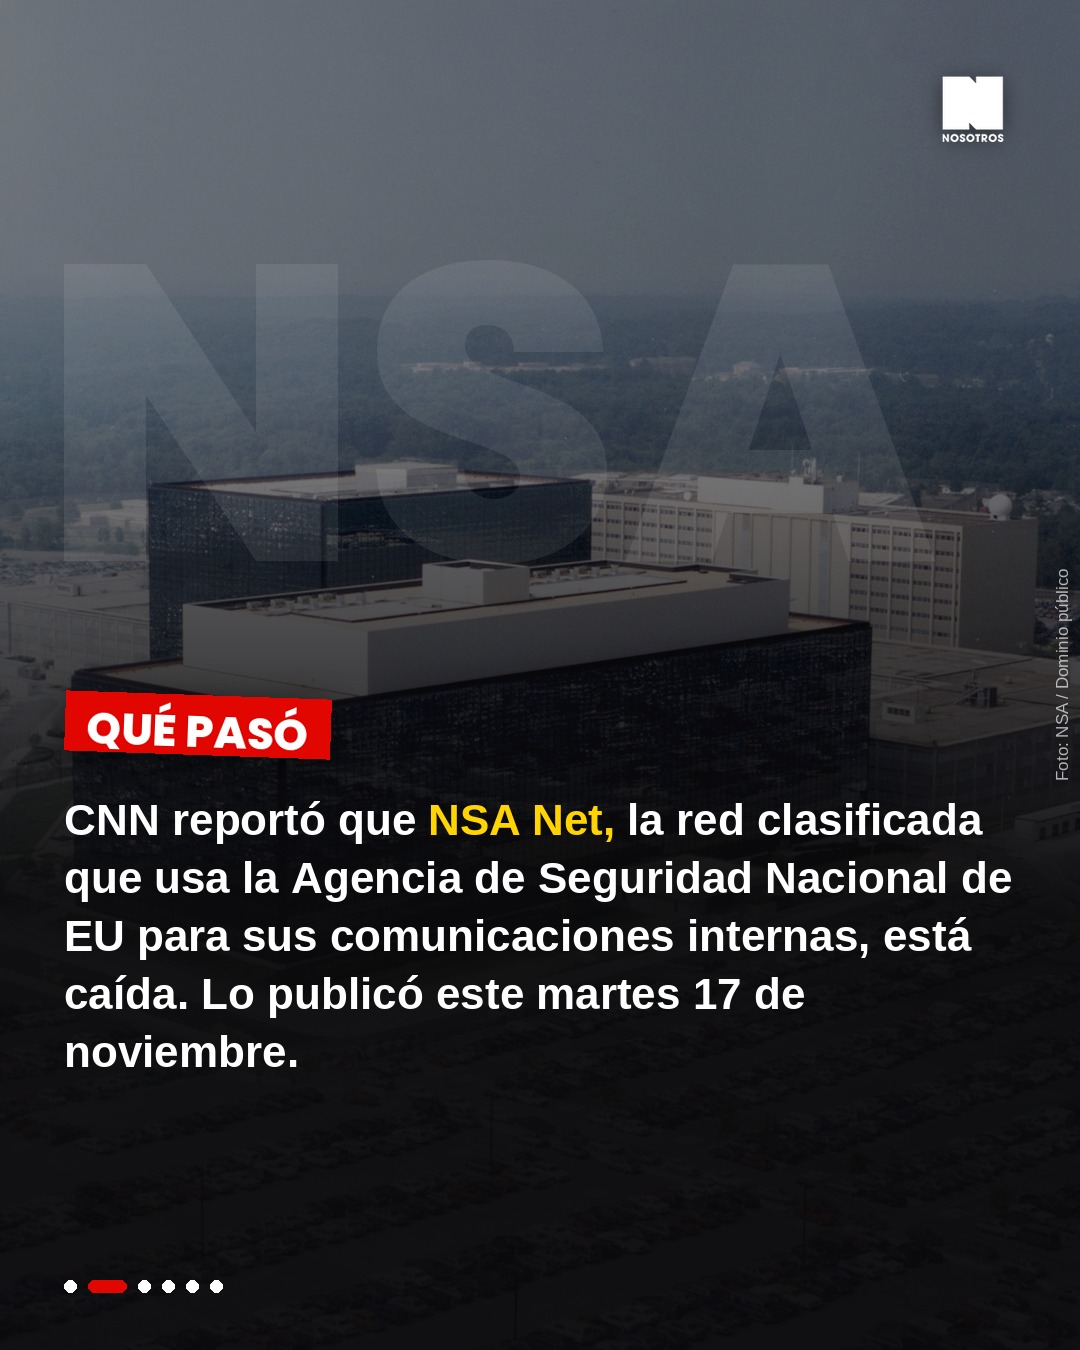 NOSOTROS
NSA
Foto: NSA / Dominio público
QUÉ PASÓ
CNN reportó que NSA Net, la red clasificada
que usa la Agencia de Seguridad Nacional de
EU para sus comunicaciones internas, está
caída. Lo publicó este martes 17 de
noviembre.